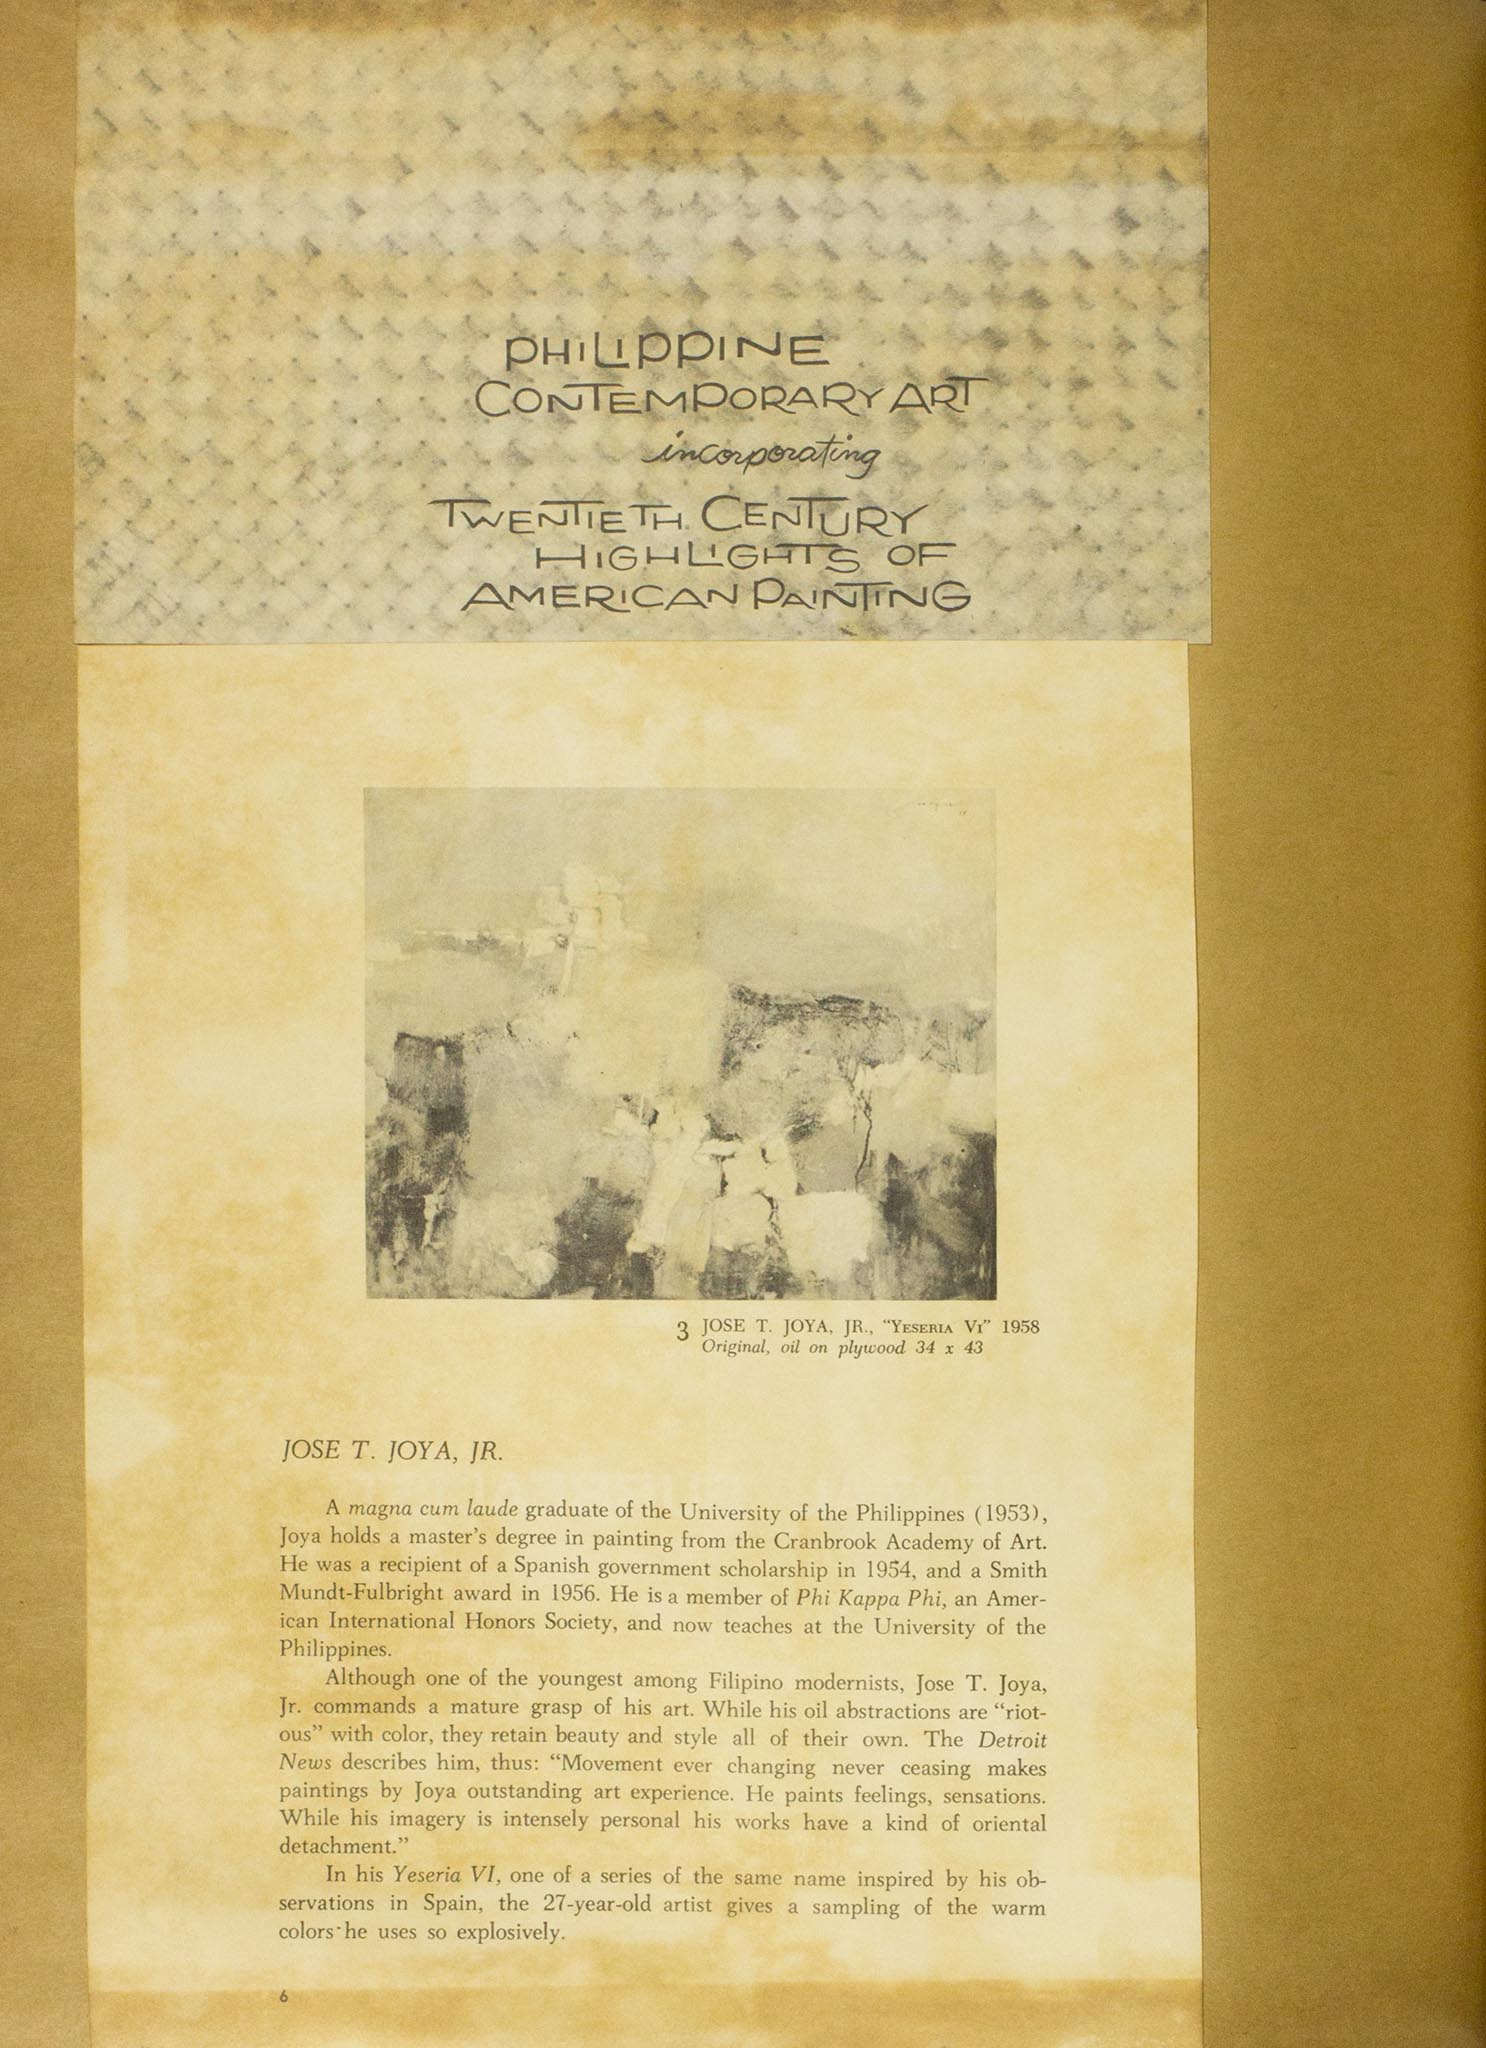 PHILIPPINE
CONTEMPORARY ART
incorporating
TWENTIETH CENTURY
HIGHLIGHTS OF
AMERICAN PAINTING
3 JOSE T. JOYA, JR., “YESERIA VI” 1958
Original, oil on plywood 34 x 43
JOSE T. JOYA, JR.
A magna cum laude graduate of the University of the Philippines (1953),
Joya holds a master's degree in painting from the Cranbrook Academy of Art.
He was a recipient of a Spanish government scholarship in 1954, and a Smith
Mundt-Fulbright award in 1956. He is a member of Phi Kappa Phi, an Amer-
ican International Honors Society, and now teaches at the University of the
Philippines.
Although one of the youngest among Filipino modernists, Jose T. Joya,
Jr. commands a mature grasp of his art. While his oil abstractions are “riot-
ous” with color, they retain beauty and style all of their own. The Detroit
News describes him, thus: “Movement ever changing never ceasing makes
paintings by Joya outstanding art experience. He paints feelings, sensations.
While his imagery is intensely personal his works have a kind of oriental
detachment.”
In his Yeseria VI, one of a series of the same name inspired by his ob-
servations in Spain, the 27-year-old artist gives a sampling of the warm
colors he uses so explosively.
6